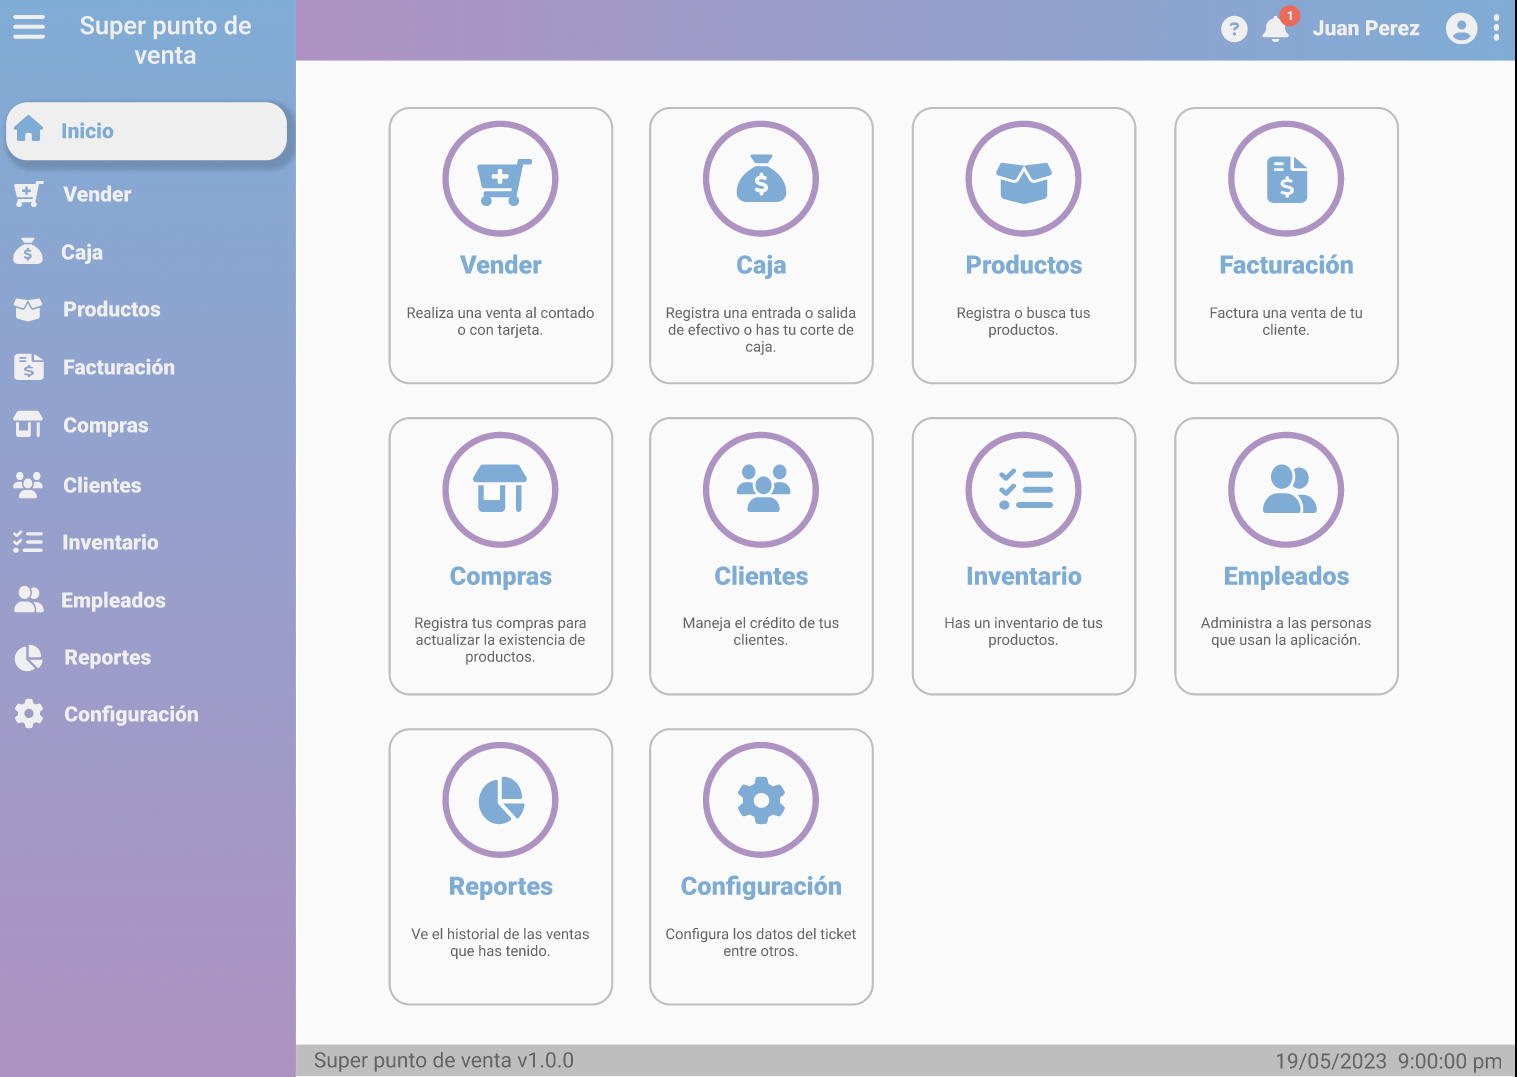 Super punto de
venta
Inicio
Vender
Caja
Productos
Facturación
Compras
Clientes
Inventario
Empleados
Reportes
Configuración
?
1
Juan Perez
Vender
Realiza una venta al contado
o con tarjeta.
$
Caja
Registra una entrada o salida
de efectivo o has tu corte de
caja.
Productos
Registra o busca tus
productos.
$
Facturación
Factura una venta de tu
cliente.
Compras
Registra tus compras para
actualizar la existencia de
productos.
Clientes
Maneja el crédito de tus
clientes.
Inventario
Has un inventario de tus
productos.
Empleados
Administra a las personas
que usan la aplicación.
Reportes
Ve el historial de las ventas
que has tenido.
Configuración
Configura los datos del ticket
entre otros.
Super punto de venta v1.0.0
19/05/2023 9:00:00 pm